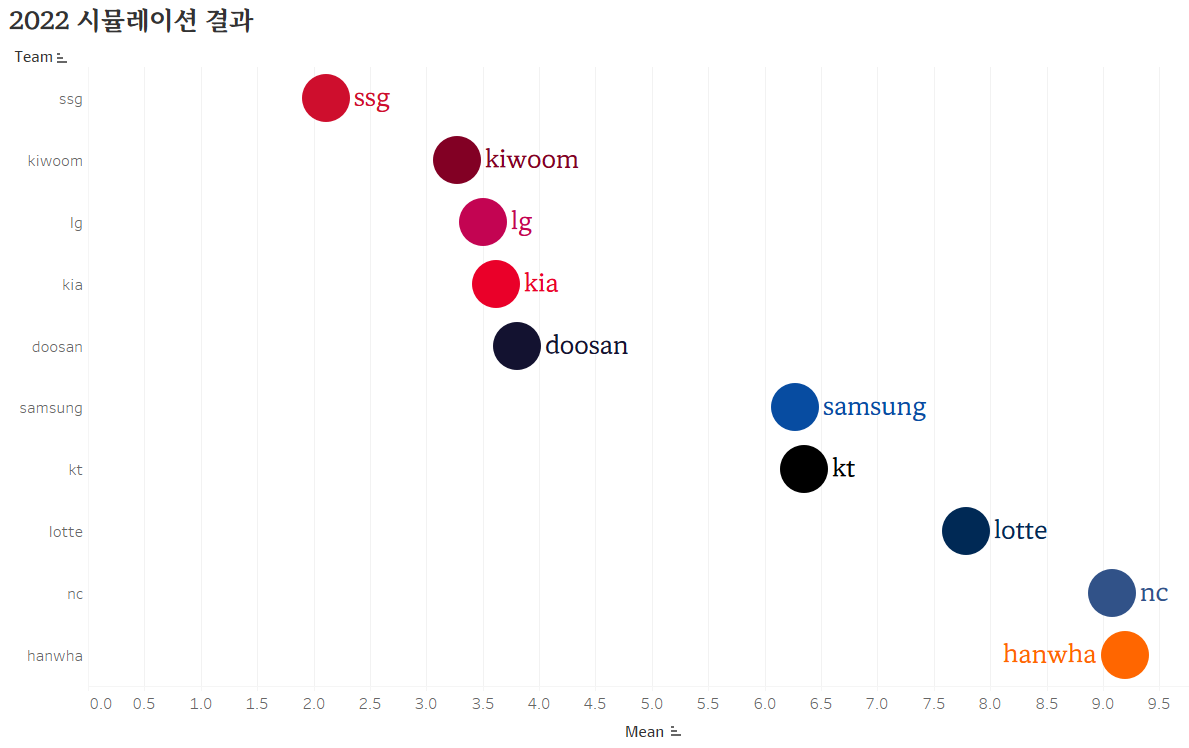 2022 시뮬레이션 결과
Team
ssg ssg
kiwoom kiwoom
lg lg
kia kia
doosan doosan
samsung samsung
kt kt
lotte lotte
nc nc
hanwha hanwha
0.0 0.5 1.0 1.5 2.0 2.5 3.0 3.5 4.0 4.5 5.0 5.5 6.0 6.5 7.0 7.5 8.0 8.5 9.0 9.5
Mean